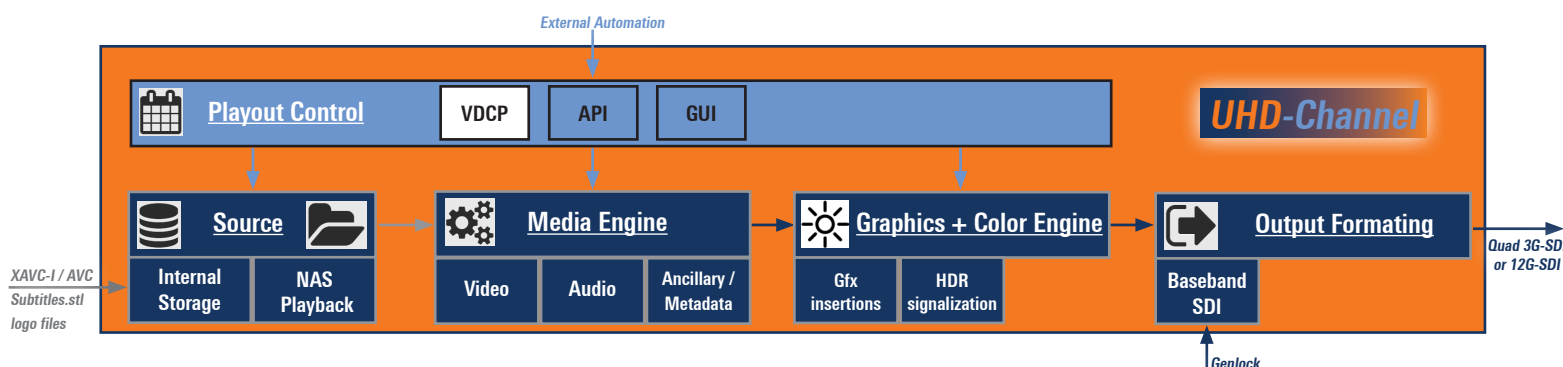 External Automation
Playout Control
VDCP
API
GUI
UHD-Channel
Source
Media Engine
Graphics + Color Engine
Output Formating
XAVC-I / AVC
Subtitles.stl
logo files
Internal
Storage
NAS
Playback
Video
Audio
Ancillary /
Metadata
Gfx
insertions
HDR
signalization
Baseband
SDI
Quad 3G-SD
or 12G-SDI
Genlock